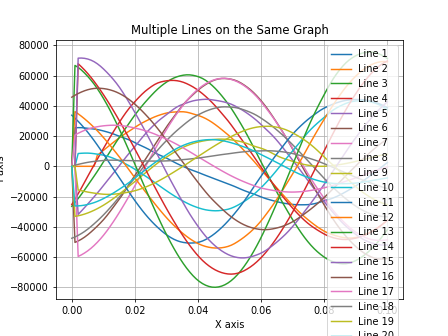 Multiple Lines on the Same Graph
80000
60000
40000
20000
0
−20000
−40000
−60000
−80000
0.00
0.02
0.04
0.06
X axis
Line 1
Line 2
Line 3
Line 4
Line 5
Line 6
Line 7
Line 8
Line 9
Line 10
Line 11
Line 12
Line 13
Line 14
Line 15
Line 16
Line 17
Line 18
Line 19
Line 20